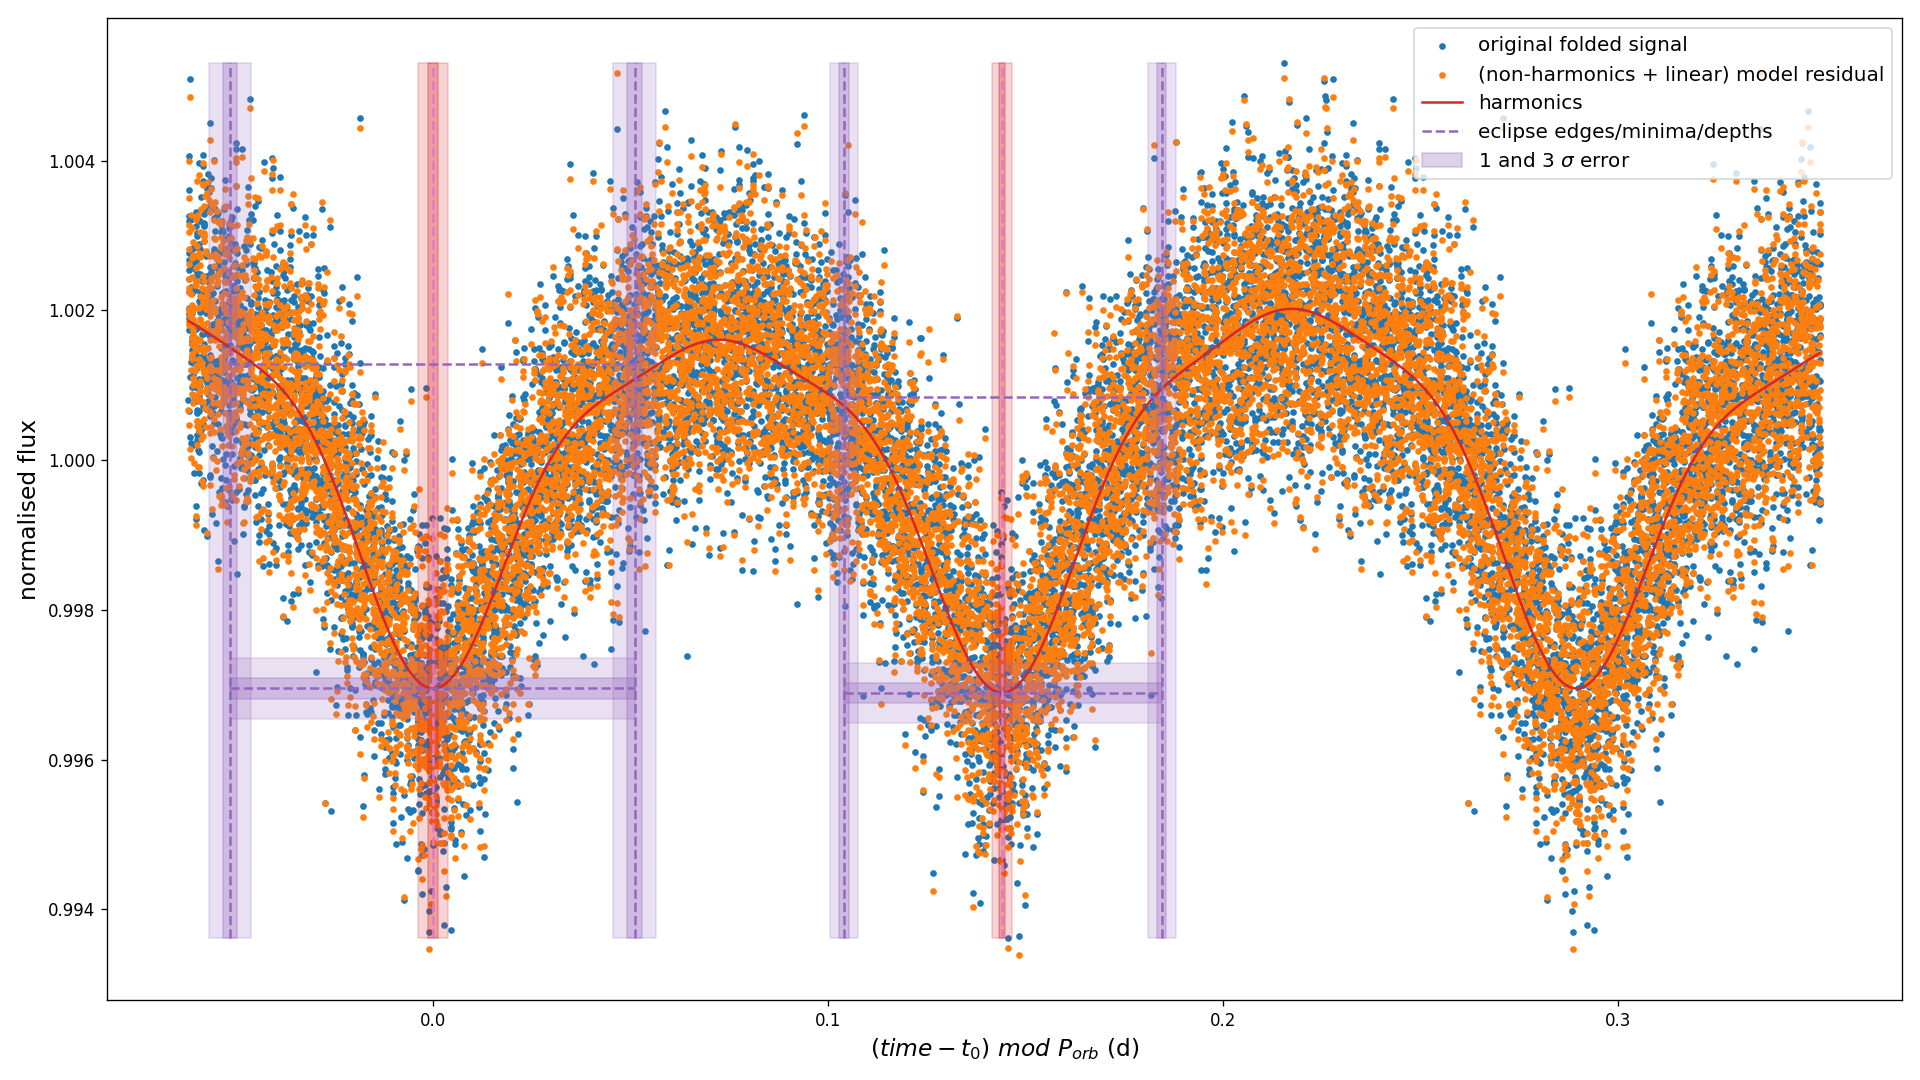 original folded signal
(non-harmonics + linear) model residual
harmonics
eclipse edges/minima/depths
1 and 3 σ error
normalised flux
1.004
1.002
1.000
0.998
0.996
0.994
0.0 0.1 0.2 0.3
(time − t₀) mod P_orb (d)